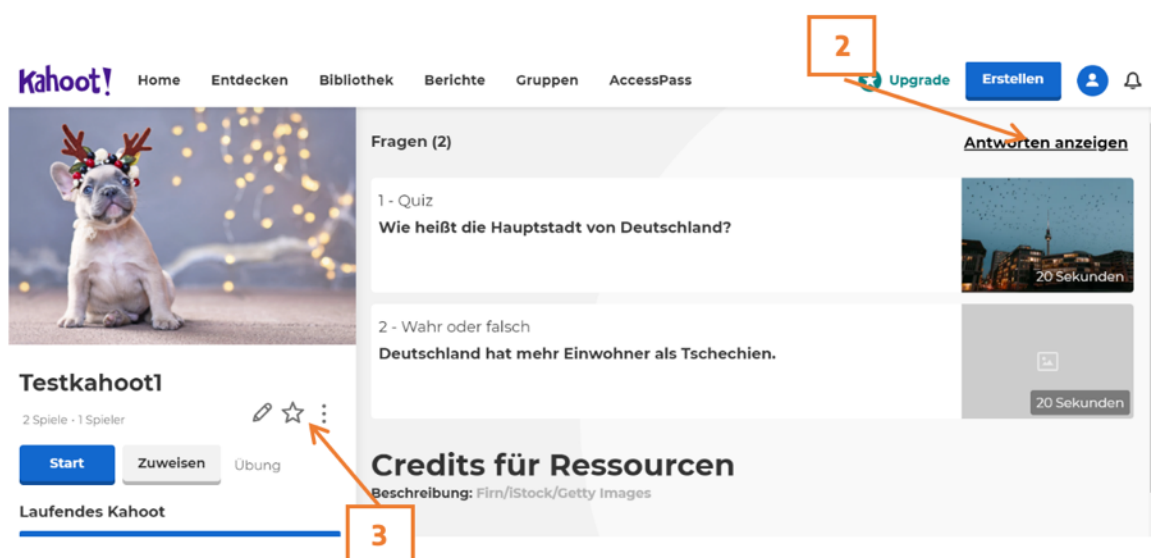 2
Kahoot! Home Entdecken Bibliothek Berichte Gruppen AccessPass Upgrade Erstellen
Fragen (2) Antworten anzeigen
1 - Quiz
Wie heißt die Hauptstadt von Deutschland?
20 Sekunden
2 - Wahr oder falsch
Deutschland hat mehr Einwohner als Tschechien.
20 Sekunden
Testkahoot1
2 Spiele · 1 Spieler
Start Zuweisen Übung
Laufendes Kahoot
Credits für Ressourcen
Beschreibung: Firn/iStock/Getty Images
3